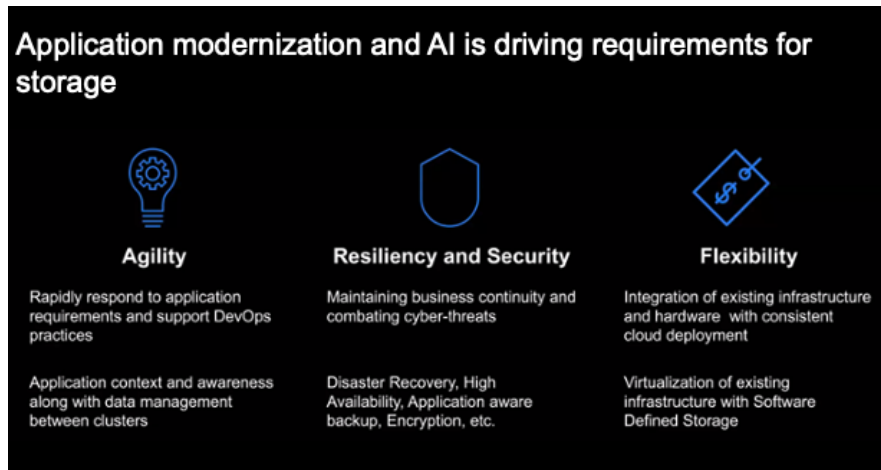 Application modernization and AI is driving requirements for
storage
Agility
Rapidly respond to application
requirements and support DevOps
practices
Application context and awareness
along with data management
between clusters
Resiliency and Security
Maintaining business continuity and
combating cyber-threats
Disaster Recovery, High
Availability, Application aware
backup, Encryption, etc.
$
Flexibility
Integration of existing infrastructure
and hardware with consistent
cloud deployment
Virtualization of existing
infrastructure with Software
Defined Storage